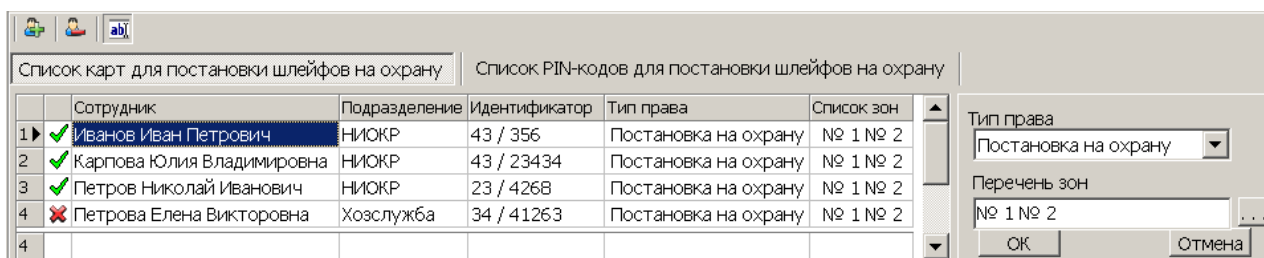 ab
Список карт для постановки шлейфов на охрану Список PIN-кодов для постановки шлейфов на охрану
Сотрудник Подразделение Идентификатор Тип права Список зон
1 Иванов Иван Петрович НИОКР 43 / 356 Постановка на охрану № 1 № 2
2 Карпова Юлия Владимировна НИОКР 43 / 23434 Постановка на охрану № 1 № 2
3 Петров Николай Иванович НИОКР 23 / 4268 Постановка на охрану № 1 № 2
4 Петрова Елена Викторовна Хозслужба 34 / 41263 Постановка на охрану № 1 № 2
4
Тип права
Постановка на охрану
Перечень зон
№ 1 № 2 ...
ОК Отмена